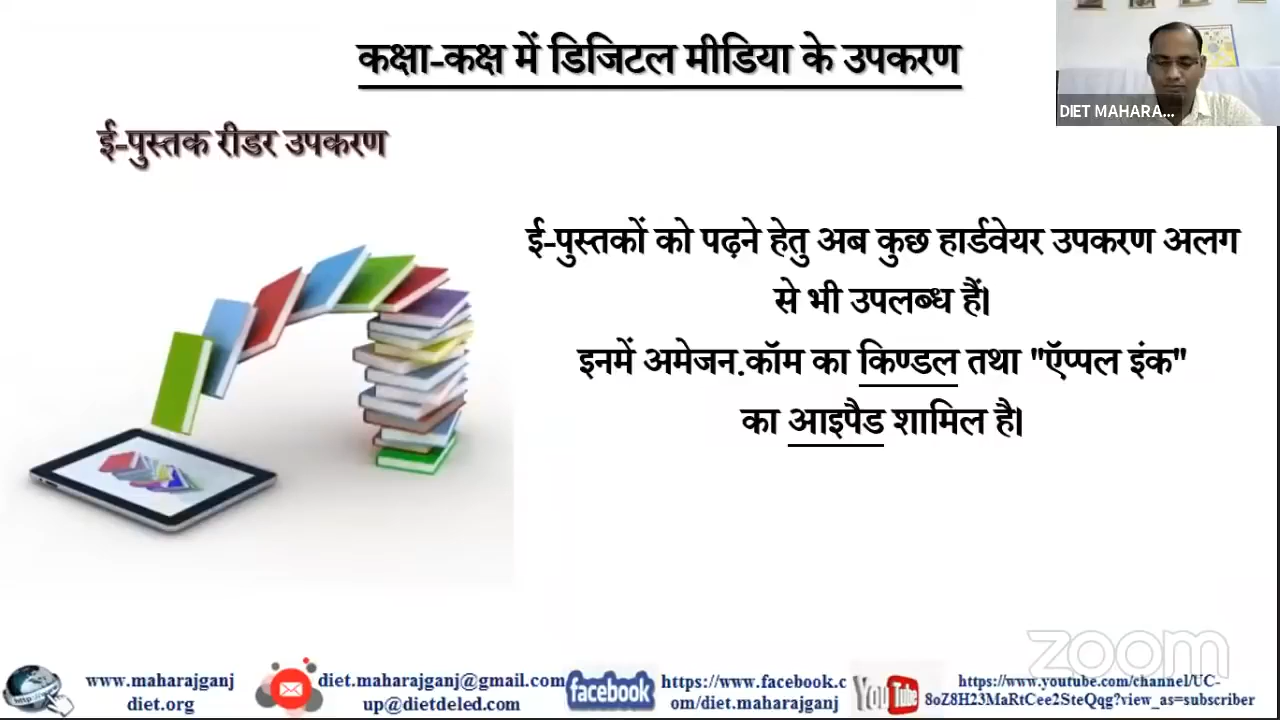 कक्षा-कक्ष में डिजिटल मीडिया के उपकरण
DIET MAHARA...
ई-पुस्तक रीडर उपकरण
ई-पुस्तकों को पढ़ने हेतु अब कुछ हार्डवेयर उपकरण अलग
से भी उपलब्ध हैं।
इनमें अमेजन.कॉम का किण्डल तथा "ऍप्पल इंक"
का आइपैड शामिल है।
zoom
www.maharajganj
diet.org
diet.maharajganj@gmail.com
up@dietdeled.com
facebook
https://www.facebook.c
om/diet.maharajganj
You Tube
https://www.youtube.com/channel/UC-
8oZ8H23MaRtCee2SteQqg?view_as=subscriber